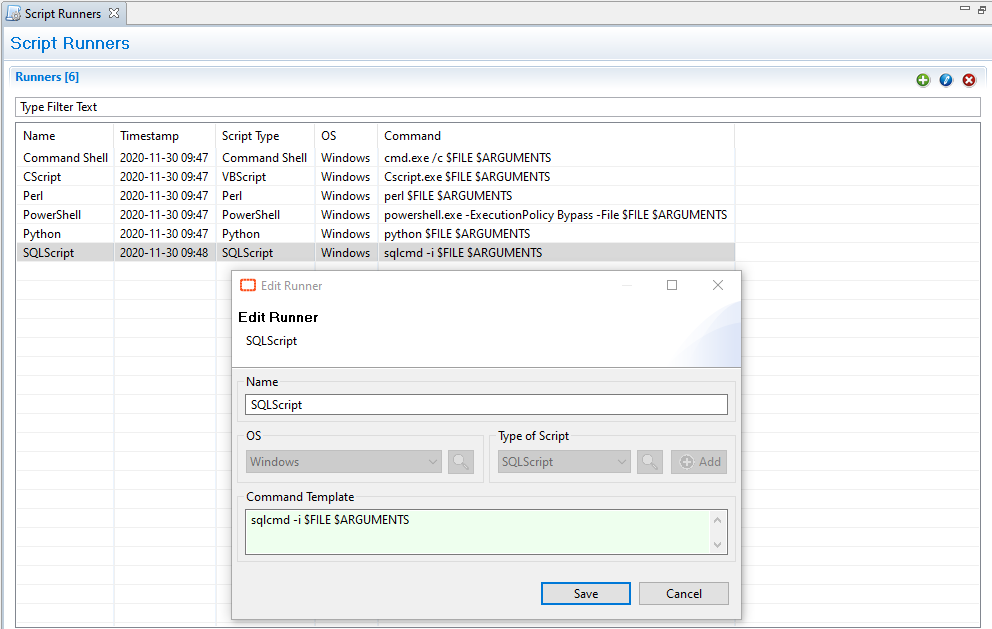 Script Runners
Script Runners
Runners [6]
Type Filter Text
Name Timestamp Script Type OS Command
Command Shell 2020-11-30 09:47 Command Shell Windows cmd.exe /c $FILE $ARGUMENTS
CScript 2020-11-30 09:47 VBScript Windows Cscript.exe $FILE $ARGUMENTS
Perl 2020-11-30 09:47 Perl Windows perl $FILE $ARGUMENTS
PowerShell 2020-11-30 09:47 PowerShell Windows powershell.exe -ExecutionPolicy Bypass -File $FILE $ARGUMENTS
Python 2020-11-30 09:47 Python Windows python $FILE $ARGUMENTS
SQLScript 2020-11-30 09:48 SQLScript Windows sqlcmd -i $FILE $ARGUMENTS
Edit Runner
Edit Runner
SQLScript
Name
SQLScript
OS Type of Script
Windows SQLScript Add
Command Template
sqlcmd -i $FILE $ARGUMENTS
Save Cancel